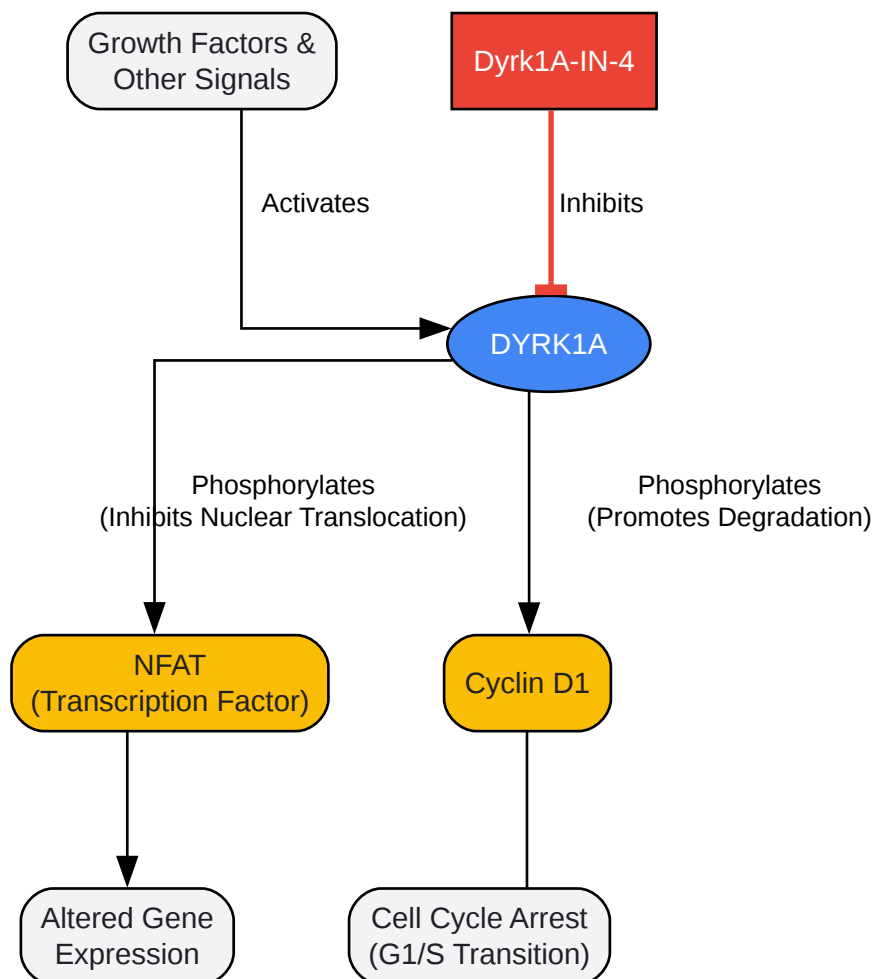 Growth Factors &
Other Signals
Dyrk1A-IN-4
Activates
Inhibits
DYRK1A
Phosphorylates
(Inhibits Nuclear Translocation)
Phosphorylates
(Promotes Degradation)
NFAT
(Transcription Factor)
Cyclin D1
Altered Gene
Expression
Cell Cycle Arrest
(G1/S Transition)